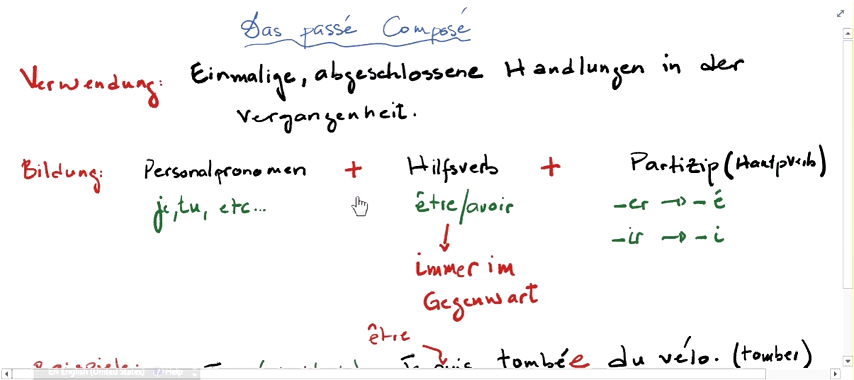 Das passé Composé
Verwendung: Einmalige, abgeschlossene Handlungen in der
Vergangenheit.
Bildung: Personalpronomen + Hilfsverb + Partizip (Hauptverb)
je, tu, etc... être/avoir -er → -é
-ir → -i
immer im
Gegenwart
être
suis tombée du vélo. (tomber)